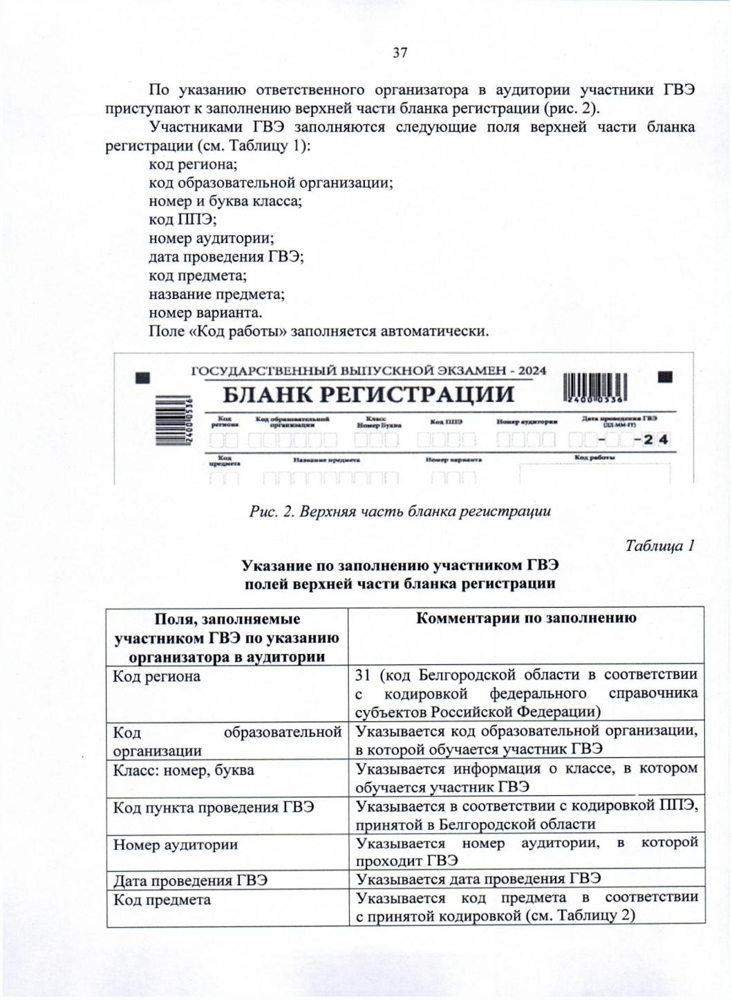 37
По указанию ответственного организатора в аудитории участники ГВЭ
приступают к заполнению верхней части бланка регистрации (рис. 2).
Участниками ГВЭ заполняются следующие поля верхней части бланка
регистрации (см. Таблицу 1):
код региона;
код образовательной организации;
номер и буква класса;
код ППЭ;
номер аудитории;
дата проведения ГВЭ;
код предмета;
название предмета;
номер варианта.
Поле «Код работы» заполняется автоматически.
ГОСУДАРСТВЕННЫЙ ВЫПУСКНОЙ ЭКЗАМЕН - 2024
БЛАНК РЕГИСТРАЦИИ
24000536
24000536
Код региона
Код образовательной организации
Класс Номер Буква
Код ППЭ
Номер аудитории
Дата проведения ГВЭ (ДД-ММ-ГГ)
- -24
Код предмета
Название предмета
Номер варианта
Код работы
Рис. 2. Верхняя часть бланка регистрации
Таблица 1
Указание по заполнению участником ГВЭ
полей верхней части бланка регистрации
Поля, заполняемые
участником ГВЭ по указанию
организатора в аудитории
Комментарии по заполнению
Код региона
31 (код Белгородской области в соответствии
с кодировкой федерального справочника
субъектов Российской Федерации)
Код образовательной
организации
Указывается код образовательной организации,
в которой обучается участник ГВЭ
Класс: номер, буква
Указывается информация о классе, в котором
обучается участник ГВЭ
Код пункта проведения ГВЭ
Указывается в соответствии с кодировкой ППЭ,
принятой в Белгородской области
Номер аудитории
Указывается номер аудитории, в которой
проходит ГВЭ
Дата проведения ГВЭ
Указывается дата проведения ГВЭ
Код предмета
Указывается код предмета в соответствии
с принятой кодировкой (см. Таблицу 2)